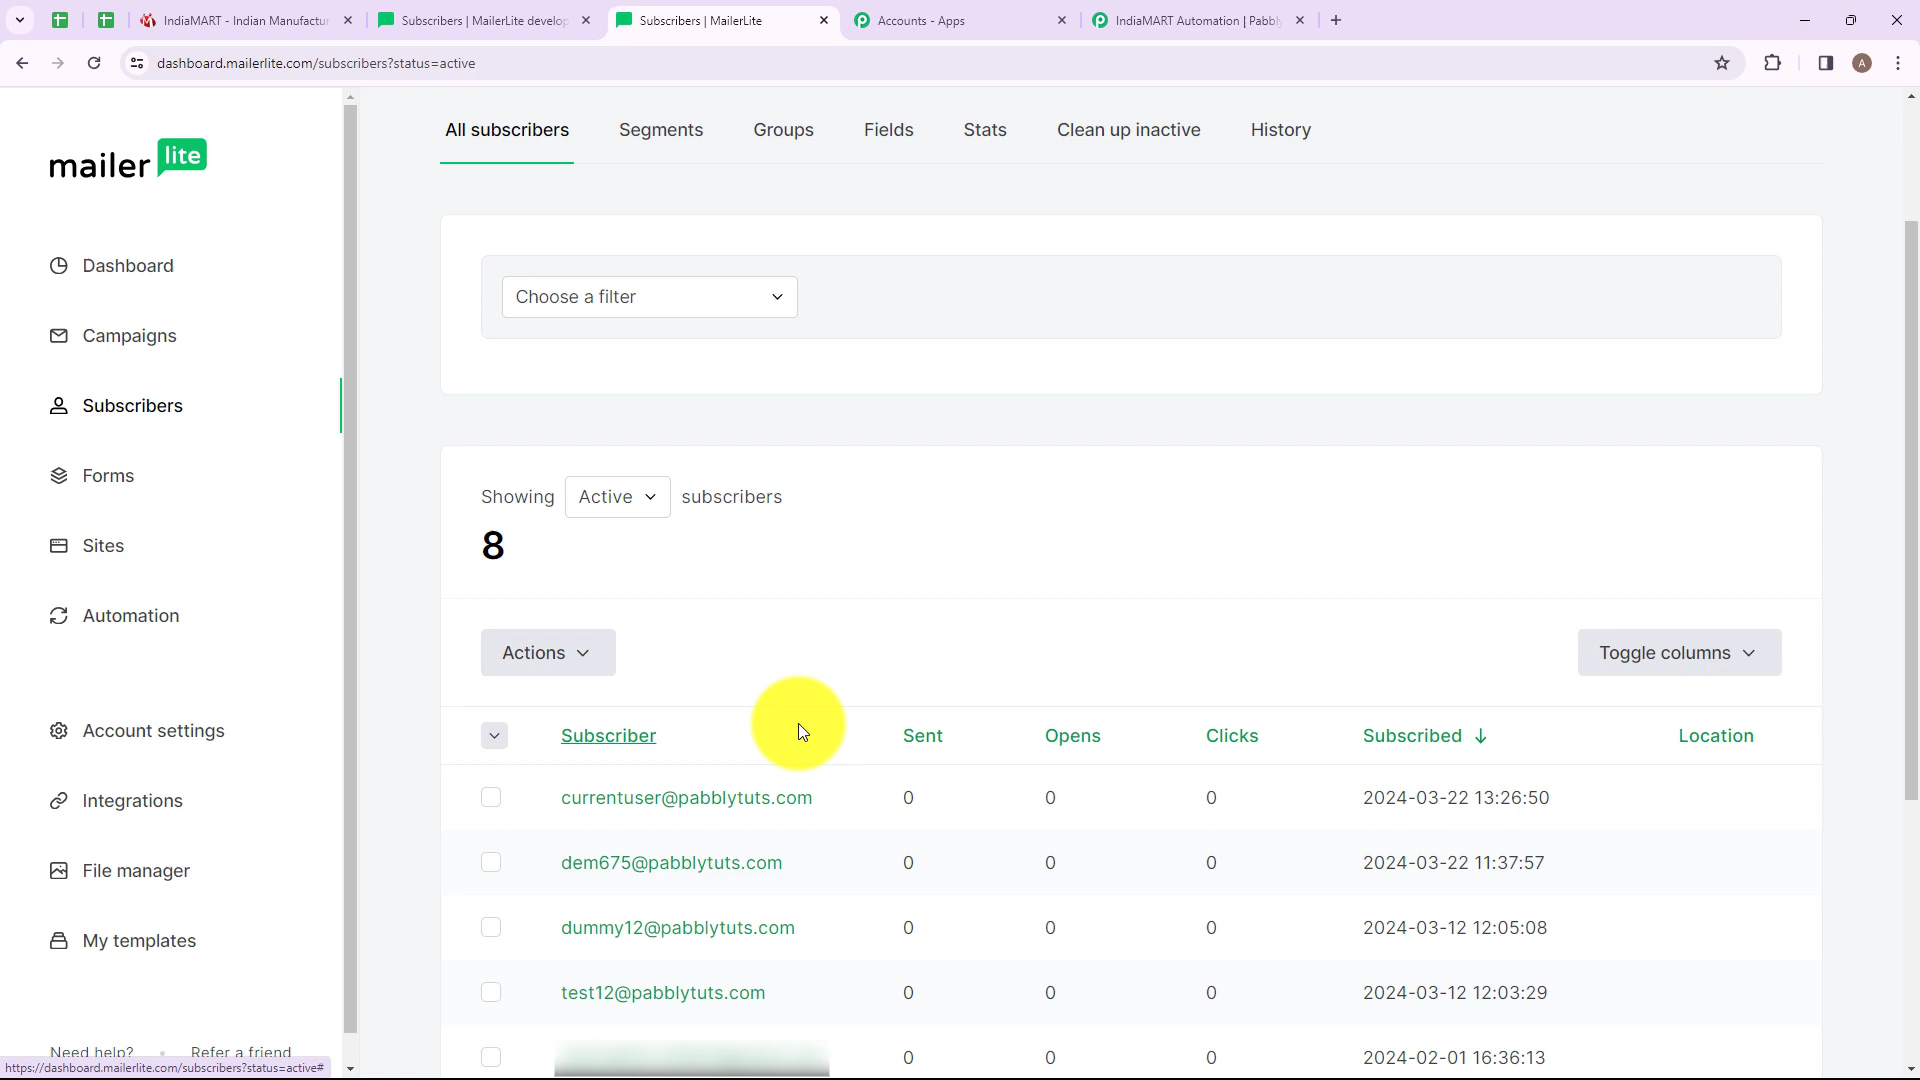 IndiaMART - Indian Manufactur
Subscribers | MailerLite develop
Subscribers | MailerLite
Accounts - Apps
IndiaMART Automation | Pabbly
dashboard.mailerlite.com/subscribers?status=active
A
mailer lite
Dashboard
Campaigns
Subscribers
Forms
Sites
Automation
Account settings
Integrations
File manager
My templates
Need help? • Refer a friend
https://dashboard.mailerlite.com/subscribers?status=active#
All subscribers Segments Groups Fields Stats Clean up inactive History
Choose a filter
Showing Active subscribers
8
Actions
Toggle columns
Subscriber Sent Opens Clicks Subscribed ↓ Location
currentuser@pabblytuts.com 0 0 0 2024-03-22 13:26:50
dem675@pabblytuts.com 0 0 0 2024-03-22 11:37:57
dummy12@pabblytuts.com 0 0 0 2024-03-12 12:05:08
test12@pabblytuts.com 0 0 0 2024-03-12 12:03:29
0 0 0 2024-02-01 16:36:13